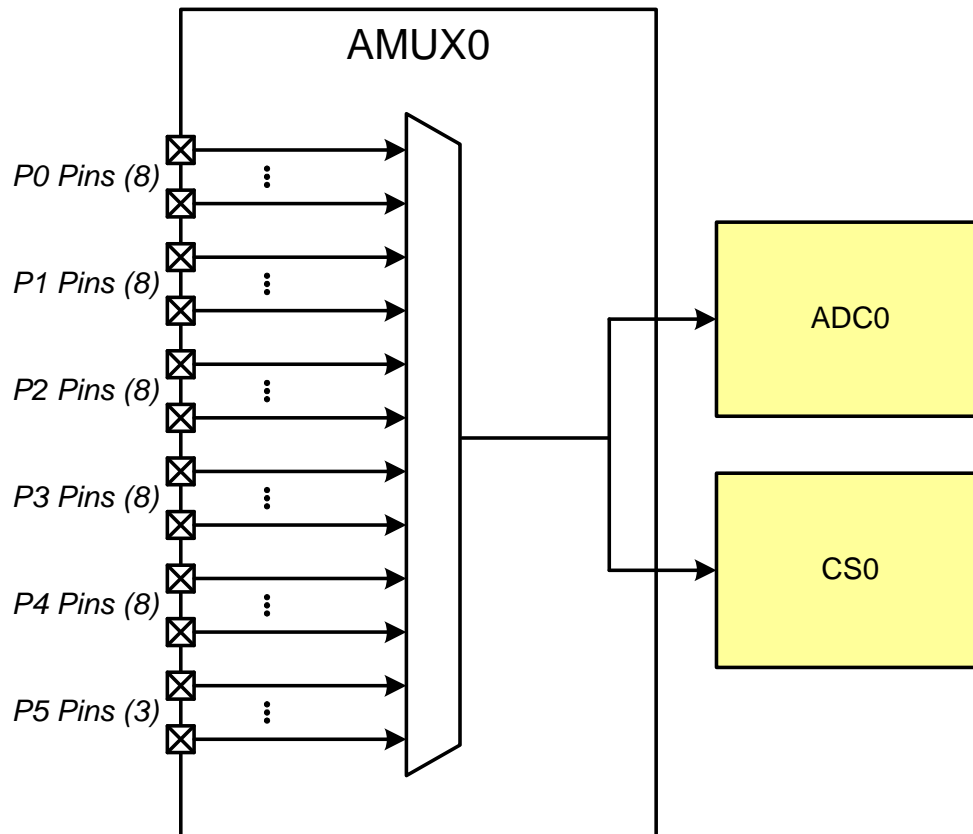 AMUX0
P0 Pins (8)
P1 Pins (8)
P2 Pins (8)
P3 Pins (8)
P4 Pins (8)
P5 Pins (3)
ADC0
CS0